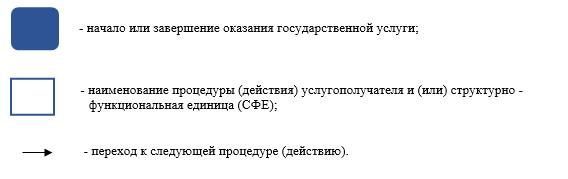 - начало или завершение оказания государственной услуги;
- наименование процедуры (действия) услугополучателя и (или) структурно -
функциональная единица (СФЕ);
- переход к следующей процедуре (действию).